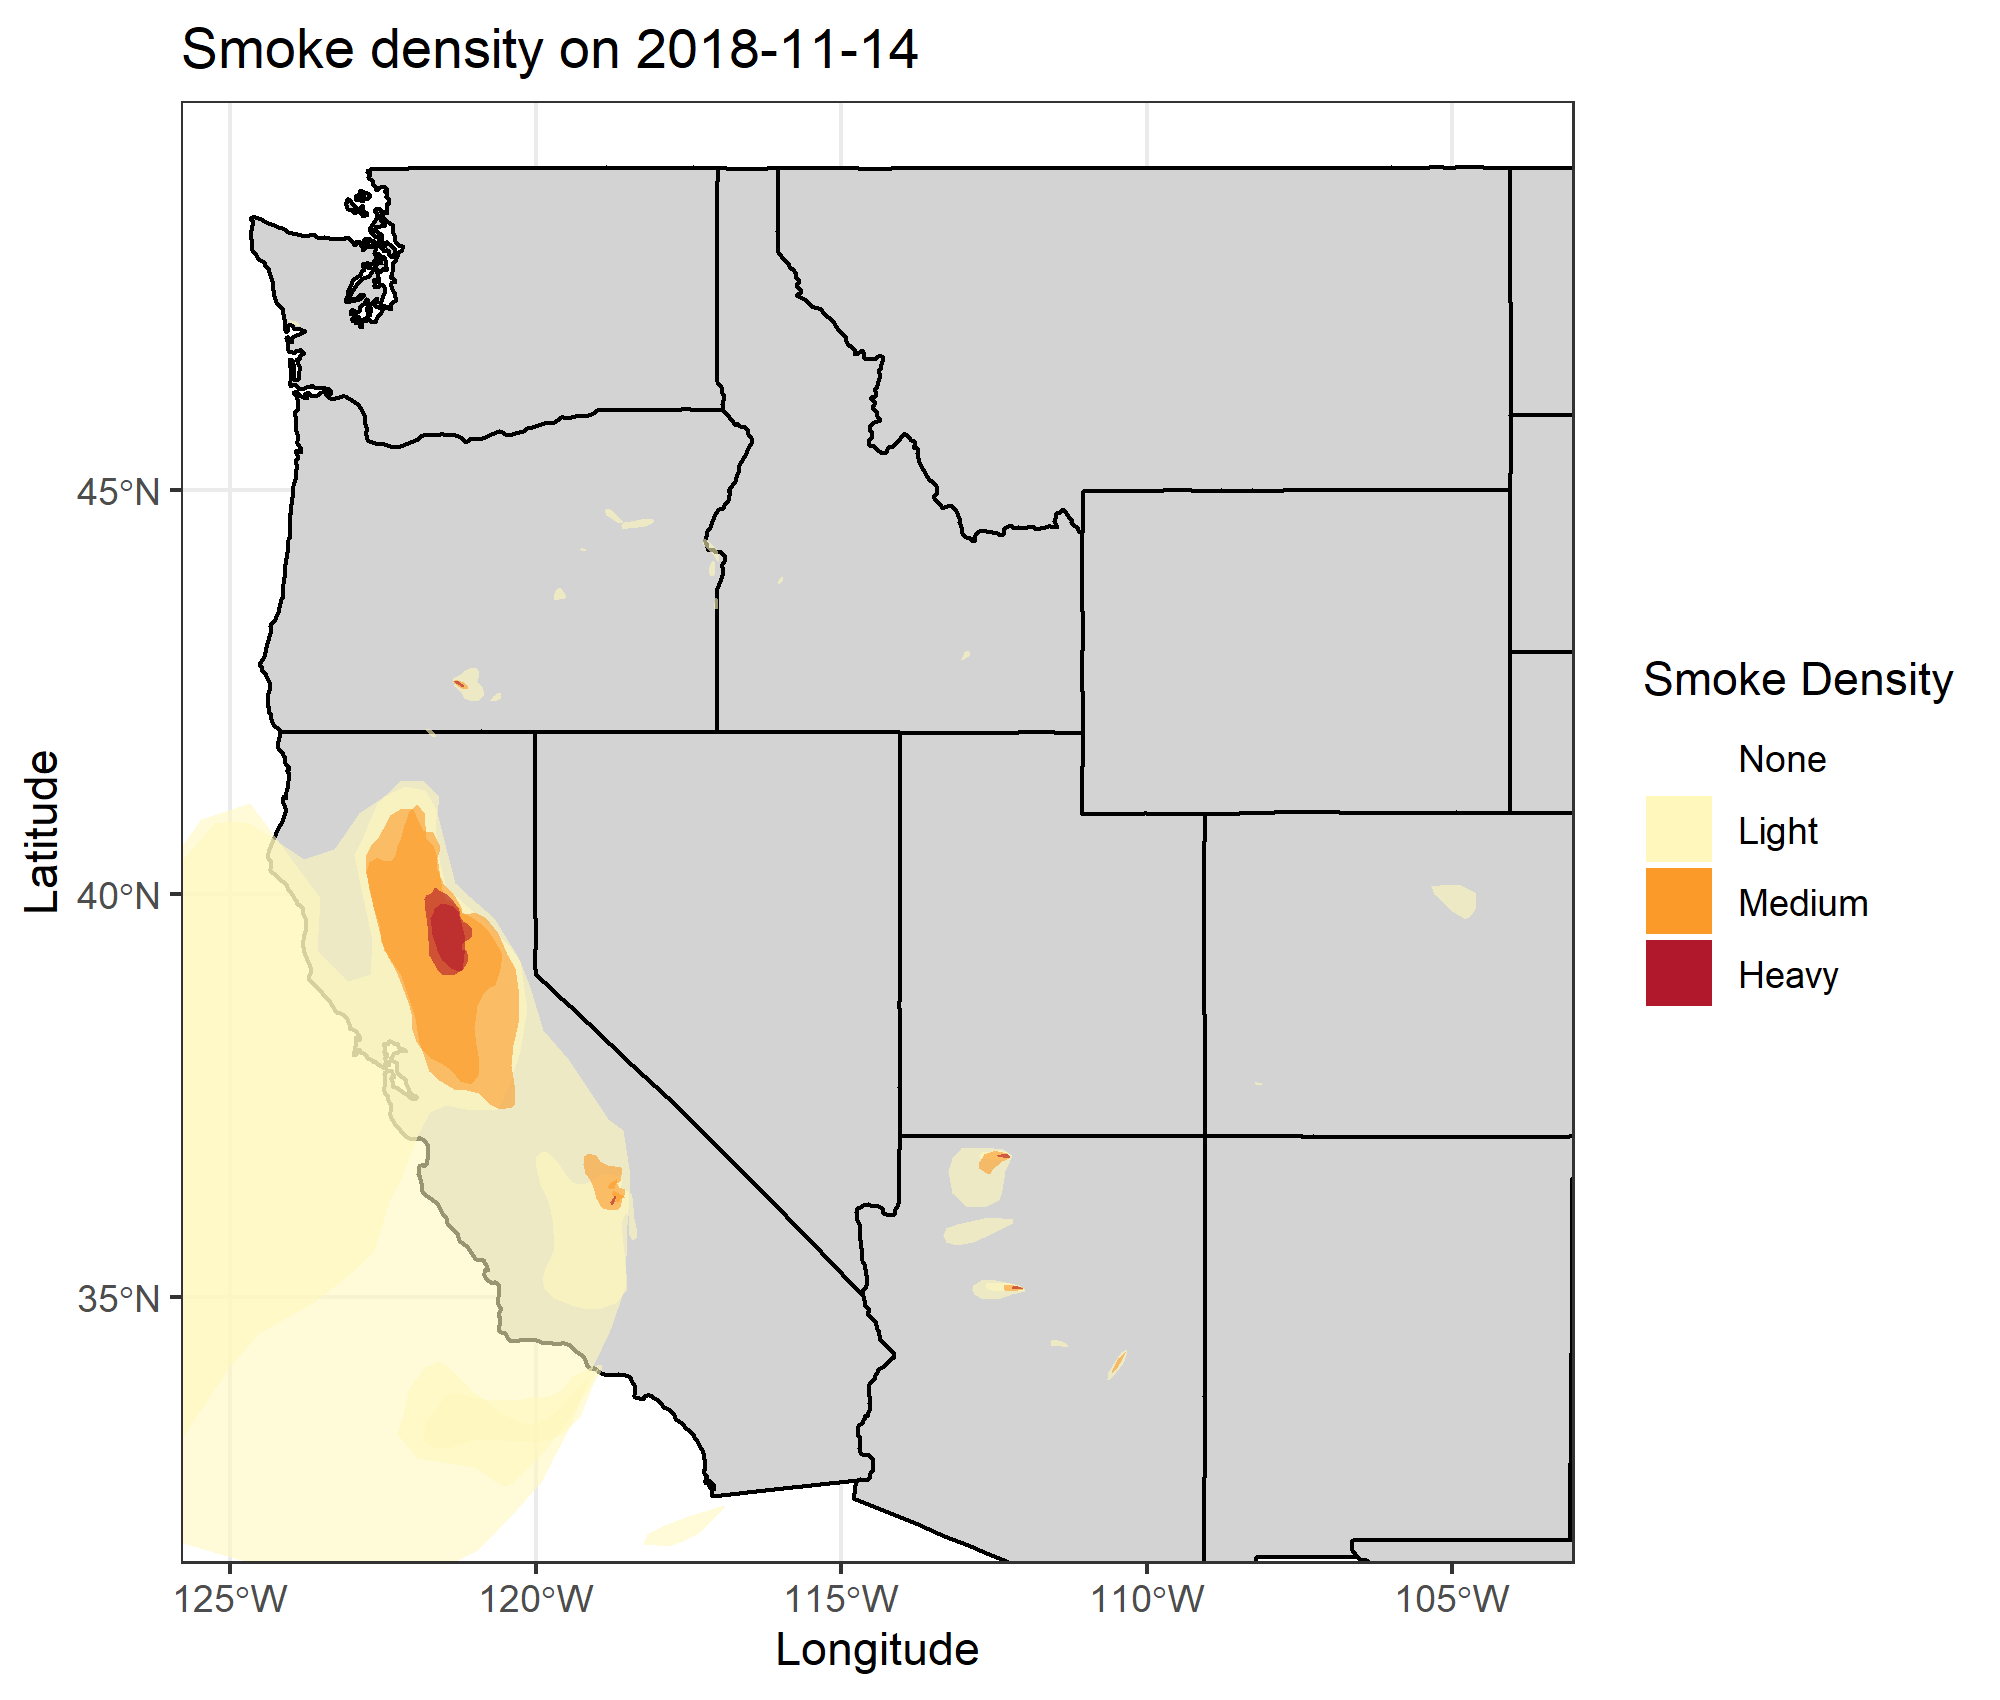 Smoke density on 2018-11-14
45°N
40°N
35°N
Latitude
125°W
120°W
115°W
110°W
105°W
Longitude
Smoke Density
None
Light
Medium
Heavy